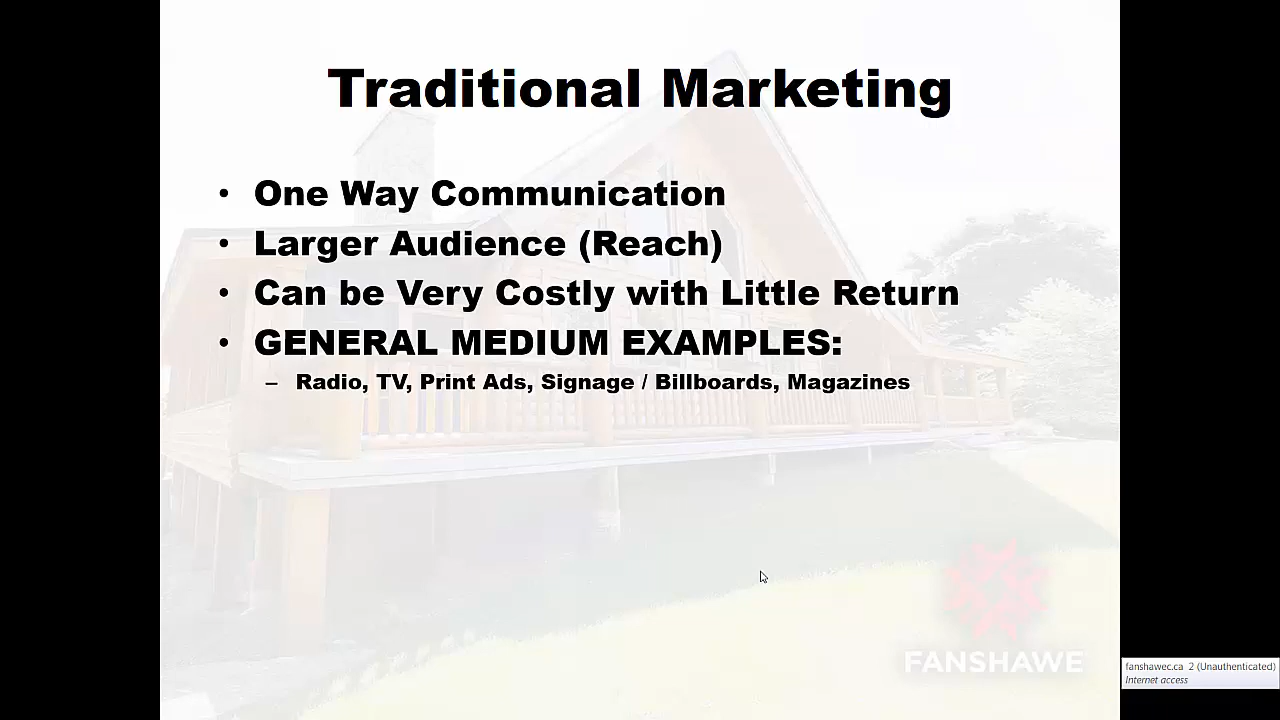 Traditional Marketing
• One Way Communication
• Larger Audience (Reach)
• Can be Very Costly with Little Return
• GENERAL MEDIUM EXAMPLES:
– Radio, TV, Print Ads, Signage / Billboards, Magazines
FANSHAWE
fanshawec.ca 2 (Unauthenticated)
Internet access